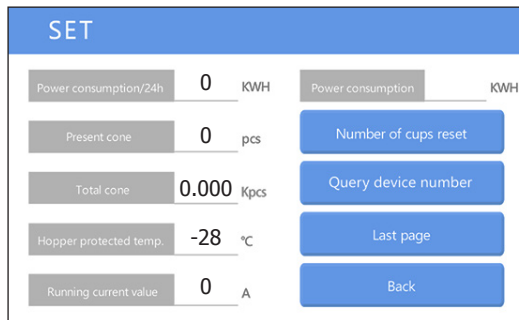 SET
Power consumption/24h 0 KWH Power consumption KWH
Present cone 0 pcs Number of cups reset
Total cone 0.000 Kpcs Query device number
Hopper protected temp. -28 ℃ Last page
Running current value 0 A Back